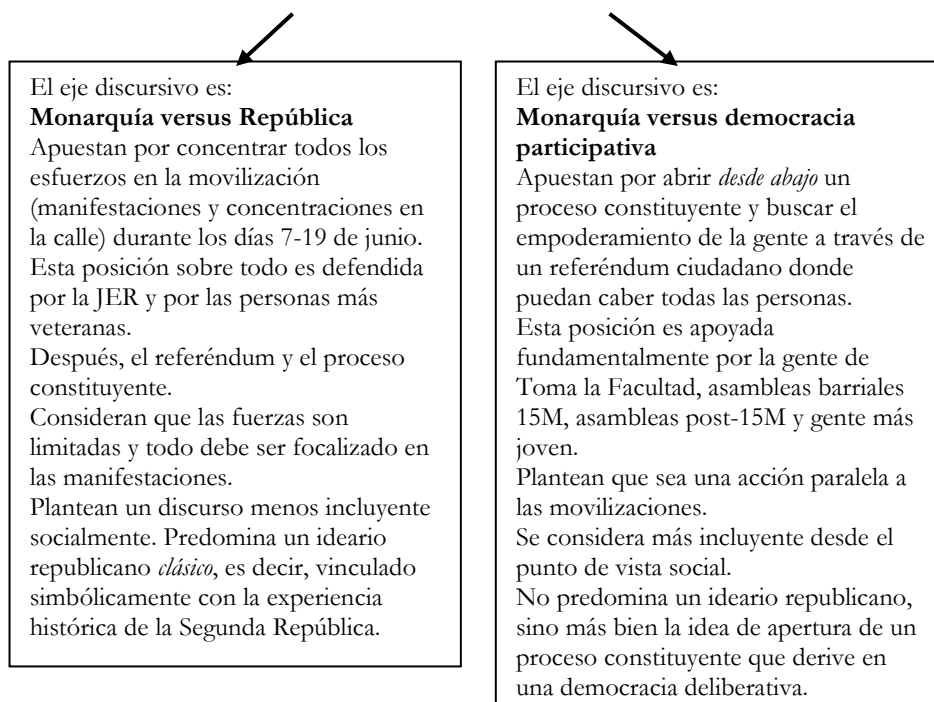 El eje discursivo es:
Monarquía versus República
Apuestan por concentrar todos los
esfuerzos en la movilización
(manifestaciones y concentraciones en
la calle) durante los días 7-19 de junio.
Esta posición sobre todo es defendida
por la JER y por las personas más
veteranas.
Después, el referéndum y el proceso
constituyente.
Consideran que las fuerzas son
limitadas y todo debe ser focalizado en
las manifestaciones.
Plantean un discurso menos incluyente
socialmente. Predomina un ideario
republicano clásico, es decir, vinculado
simbólicamente con la experiencia
histórica de la Segunda República.
El eje discursivo es:
Monarquía versus democracia
participativa
Apuestan por abrir desde abajo un
proceso constituyente y buscar el
empoderamiento de la gente a través de
un referéndum ciudadano donde
puedan caber todas las personas.
Esta posición es apoyada
fundamentalmente por la gente de
Toma la Facultad, asambleas barriales
15M, asambleas post-15M y gente más
joven.
Plantean que sea una acción paralela a
las movilizaciones.
Se considera más incluyente desde el
punto de vista social.
No predomina un ideario republicano,
sino más bien la idea de apertura de un
proceso constituyente que derive en
una democracia deliberativa.